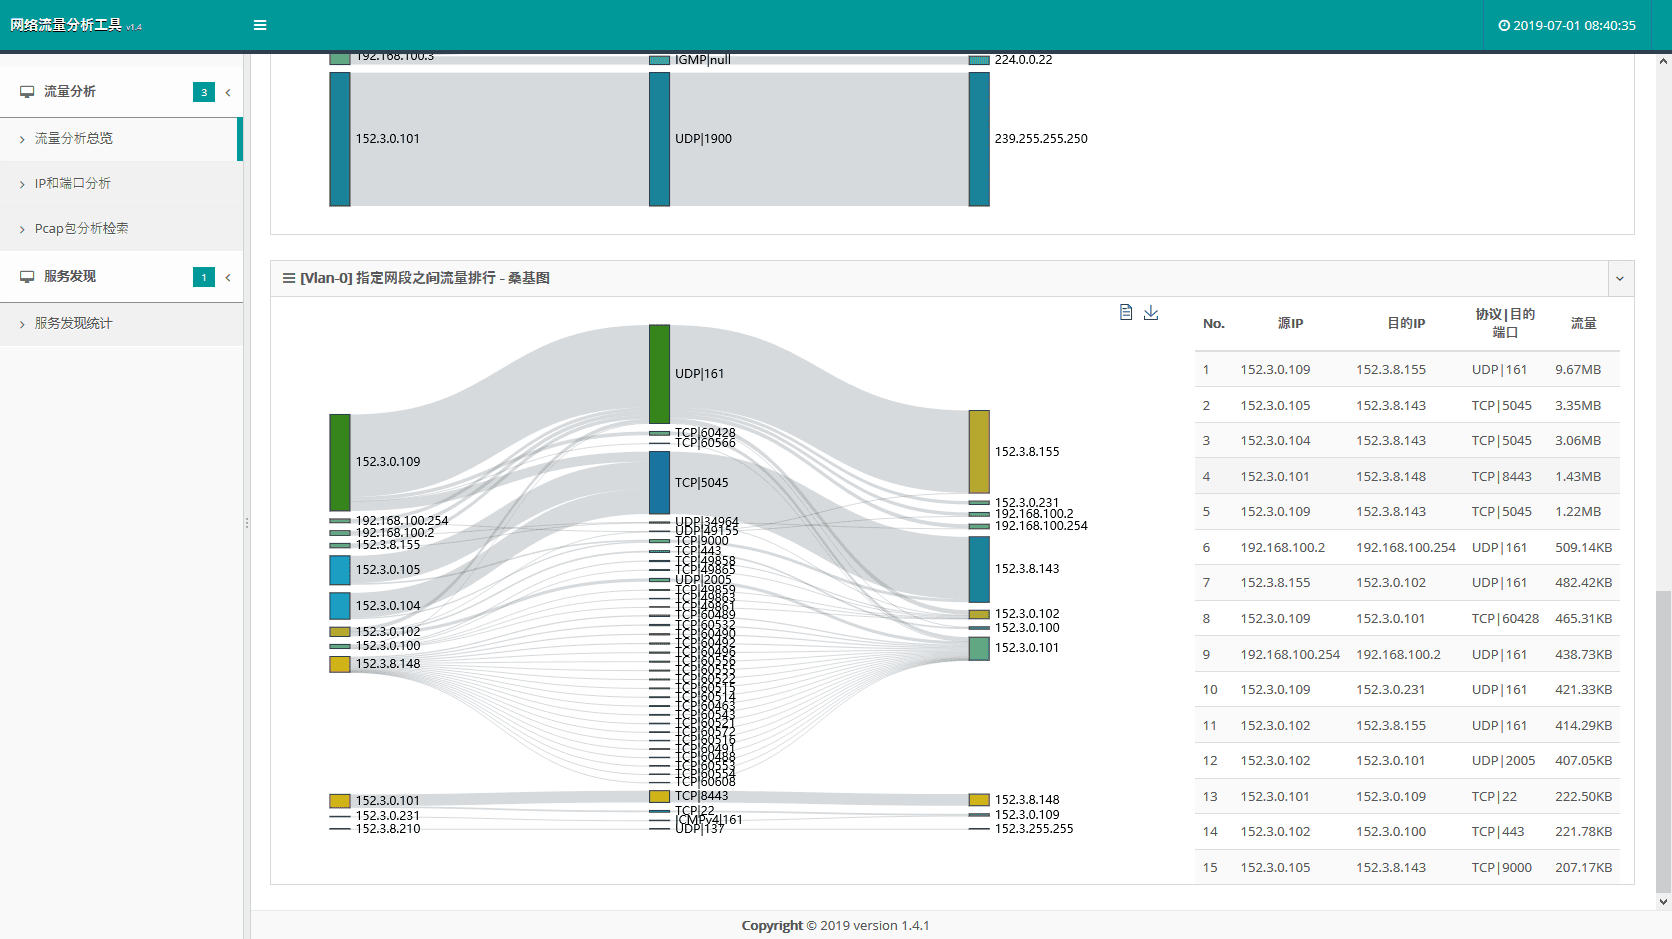 网络流量分析工具 v1.4
2019-07-01 08:40:35
流量分析
3
流量分析总览
IP和端口分析
Pcap包分析检索
服务发现
1
服务发现统计
192.168.100.3
IGMP|null
224.0.0.22
152.3.0.101
UDP|1900
239.255.255.250
[Vlan-0] 指定网段之间流量排行 - 桑基图
152.3.0.109
192.168.100.254
192.168.100.2
152.3.8.155
152.3.0.105
152.3.0.104
152.3.0.102
152.3.0.100
152.3.8.148
152.3.0.101
152.3.0.231
152.3.8.210
UDP|161
TCP|60428
TCP|60566
TCP|5045
UDP|34964
UDP|49155
TCP|9000
TCP|443
TCP|49858
TCP|49865
UDP|2005
TCP|49859
TCP|49863
TCP|49861
TCP|60489
TCP|60532
TCP|60490
TCP|60492
TCP|60496
TCP|60556
TCP|60555
TCP|60522
TCP|60515
TCP|60514
TCP|60463
TCP|60543
TCP|60521
TCP|60572
TCP|60516
TCP|60491
TCP|60488
TCP|60553
TCP|60554
TCP|60608
TCP|8443
TCP|22
ICMPv4|161
UDP|137
152.3.8.155
152.3.0.231
192.168.100.2
192.168.100.254
152.3.8.143
152.3.0.102
152.3.0.100
152.3.0.101
152.3.8.148
152.3.0.109
152.3.255.255
No. 源IP 目的IP 协议|目的端口 流量
1 152.3.0.109 152.3.8.155 UDP|161 9.67MB
2 152.3.0.105 152.3.8.143 TCP|5045 3.35MB
3 152.3.0.104 152.3.8.143 TCP|5045 3.06MB
4 152.3.0.101 152.3.8.148 TCP|8443 1.43MB
5 152.3.0.109 152.3.8.143 TCP|5045 1.22MB
6 192.168.100.2 192.168.100.254 UDP|161 509.14KB
7 152.3.8.155 152.3.0.102 UDP|161 482.42KB
8 152.3.0.109 152.3.0.101 TCP|60428 465.31KB
9 192.168.100.254 192.168.100.2 UDP|161 438.73KB
10 152.3.0.109 152.3.0.231 UDP|161 421.33KB
11 152.3.0.102 152.3.8.155 UDP|161 414.29KB
12 152.3.0.102 152.3.0.101 UDP|2005 407.05KB
13 152.3.0.101 152.3.0.109 TCP|22 222.50KB
14 152.3.0.102 152.3.0.100 TCP|443 221.78KB
15 152.3.0.105 152.3.8.143 TCP|9000 207.17KB
Copyright © 2019 version 1.4.1